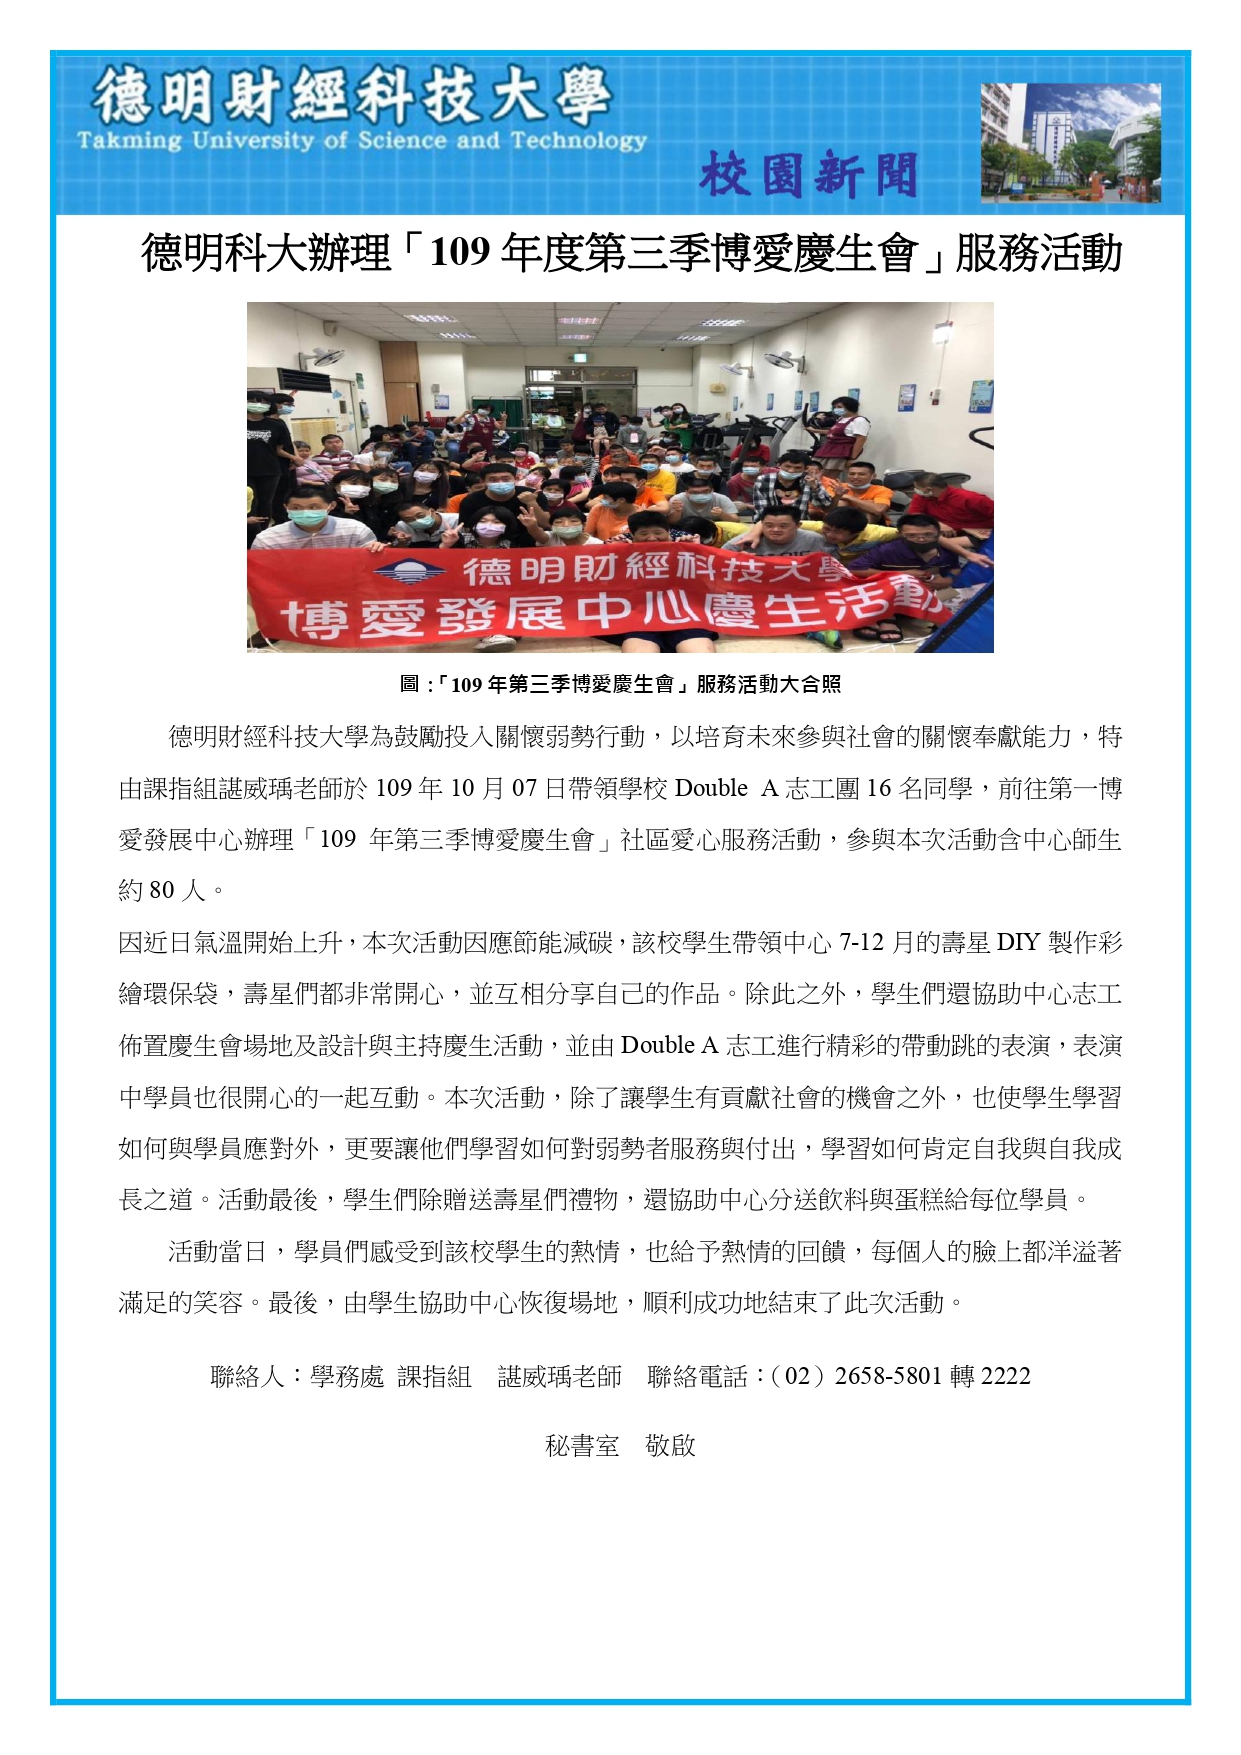 德明財經科技大學
Takming University of Science and Technology
校園新聞
德明科大辦理「109 年度第三季博愛慶生會」服務活動
德明財經科技大學
博愛發展中心慶生活動
圖：「109 年第三季博愛慶生會」服務活動大合照
德明財經科技大學為鼓勵投入關懷弱勢行動，以培育未來參與社會的關懷奉獻能力，特
由課指組諶威瑀老師於 109 年 10 月 07 日帶領學校 Double A 志工團 16 名同學，前往第一博
愛發展中心辦理「109 年第三季博愛慶生會」社區愛心服務活動，參與本次活動含中心師生
約 80 人。
因近日氣溫開始上升，本次活動因應節能減碳，該校學生帶領中心 7-12 月的壽星 DIY 製作彩
繪環保袋，壽星們都非常開心，並互相分享自己的作品。除此之外，學生們還協助中心志工
佈置慶生會場地及設計與主持慶生活動，並由 Double A 志工進行精彩的帶動跳的表演，表演
中學員也很開心的一起互動。本次活動，除了讓學生有貢獻社會的機會之外，也使學生學習
如何與學員應對外，更要讓他們學習如何對弱勢者服務與付出，學習如何肯定自我與自我成
長之道。活動最後，學生們除贈送壽星們禮物，還協助中心分送飲料與蛋糕給每位學員。
活動當日，學員們感受到該校學生的熱情，也給予熱情的回饋，每個人的臉上都洋溢著
滿足的笑容。最後，由學生協助中心恢復場地，順利成功地結束了此次活動。
聯絡人：學務處 課指組　諶威瑀老師　聯絡電話：（02）2658-5801 轉 2222
秘書室　敬啟